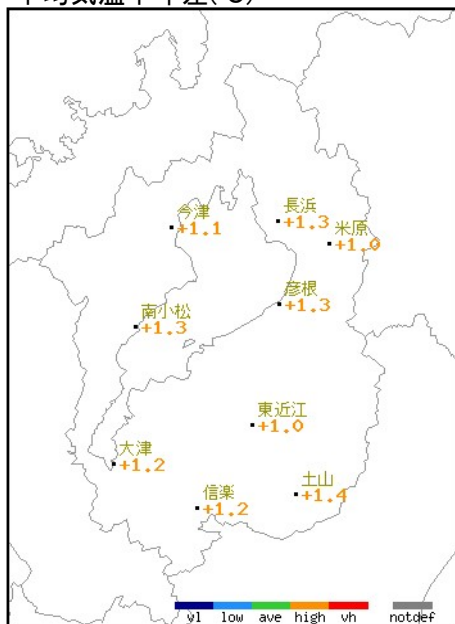 平均気温平年差(℃)
今津
+1.1
長浜
+1.3
米原
+1.0
彦根
+1.3
南小松
+1.3
東近江
+1.0
大津
+1.2
信楽
+1.2
土山
+1.4
yl low ave high vh notdef